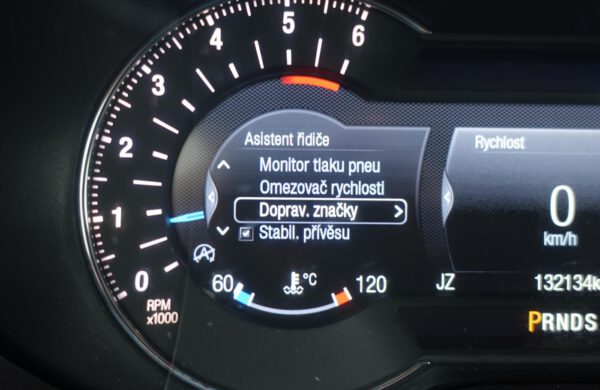 6
5
4
3
2
1
0
RPM
x1000
Asistent řidiče
Monitor tlaku pneu
Omezovač rychlosti
Doprav. značky
Stabil. přívěsu
60
°C
120
Rychlost
0
km/h
JZ
132134k
PRNDS